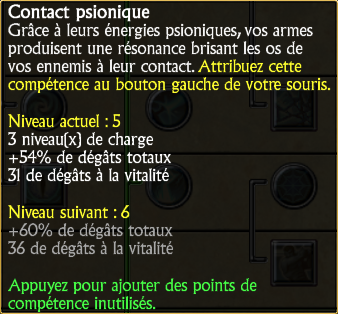 Contact psionique
Grâce à leurs énergies psioniques, vos armes
produisent une résonance brisant les os de
vos ennemis à leur contact. Attribuez cette
compétence au bouton gauche de votre souris.
Niveau actuel : 5
3 niveau(x) de charge
+54% de dégâts totaux
31 de dégâts à la vitalité
Niveau suivant : 6
+60% de dégâts totaux
36 de dégâts à la vitalité
Appuyez pour ajouter des points de
compétence inutilisés.